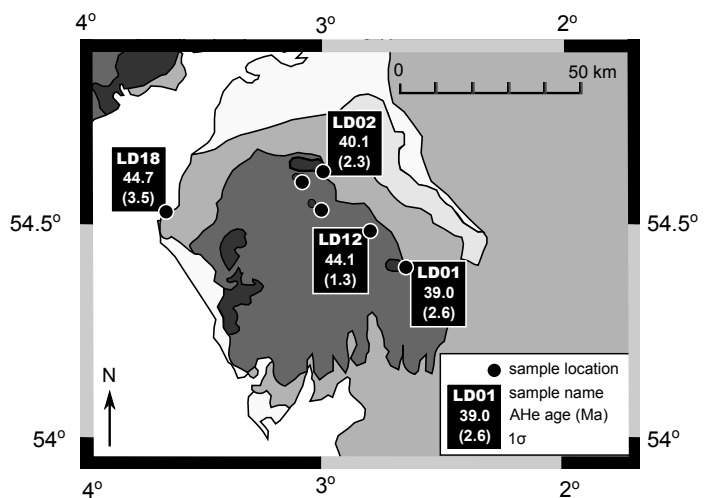 4° 3° 2°
0 50 km
LD02
40.1
(2.3)
LD18
44.7
(3.5)
54.5° 54.5°
LD12
44.1
(1.3)
LD01
39.0
(2.6)
N
sample location
LD01 sample name
39.0 AHe age (Ma)
(2.6) 1σ
54° 54°
4° 3° 2°